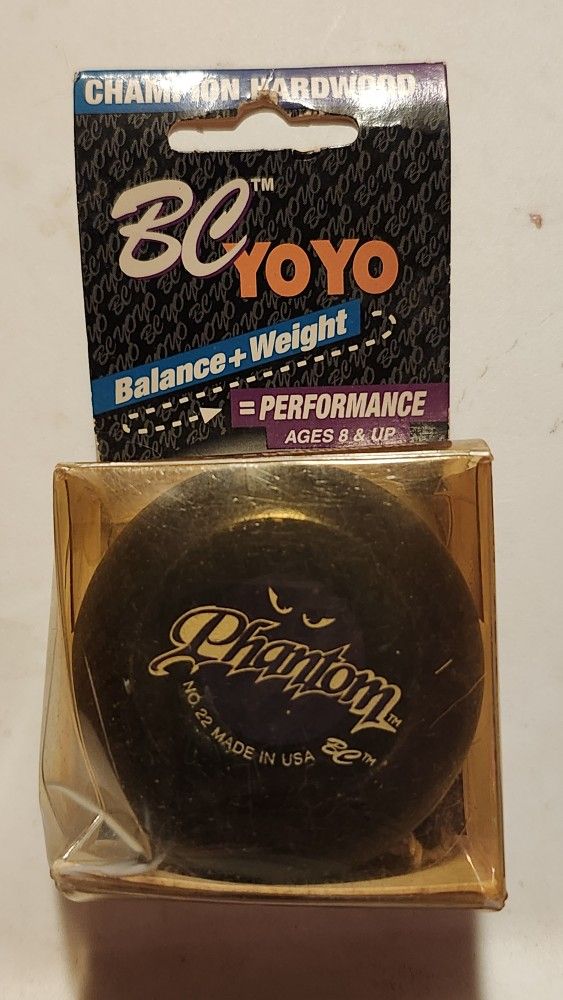 CHAMPION HARDWOOD
BC™
YOYO
Balance + Weight
= PERFORMANCE
AGES 8 & UP
Phantom™
NO. 22 MADE IN USA BC™